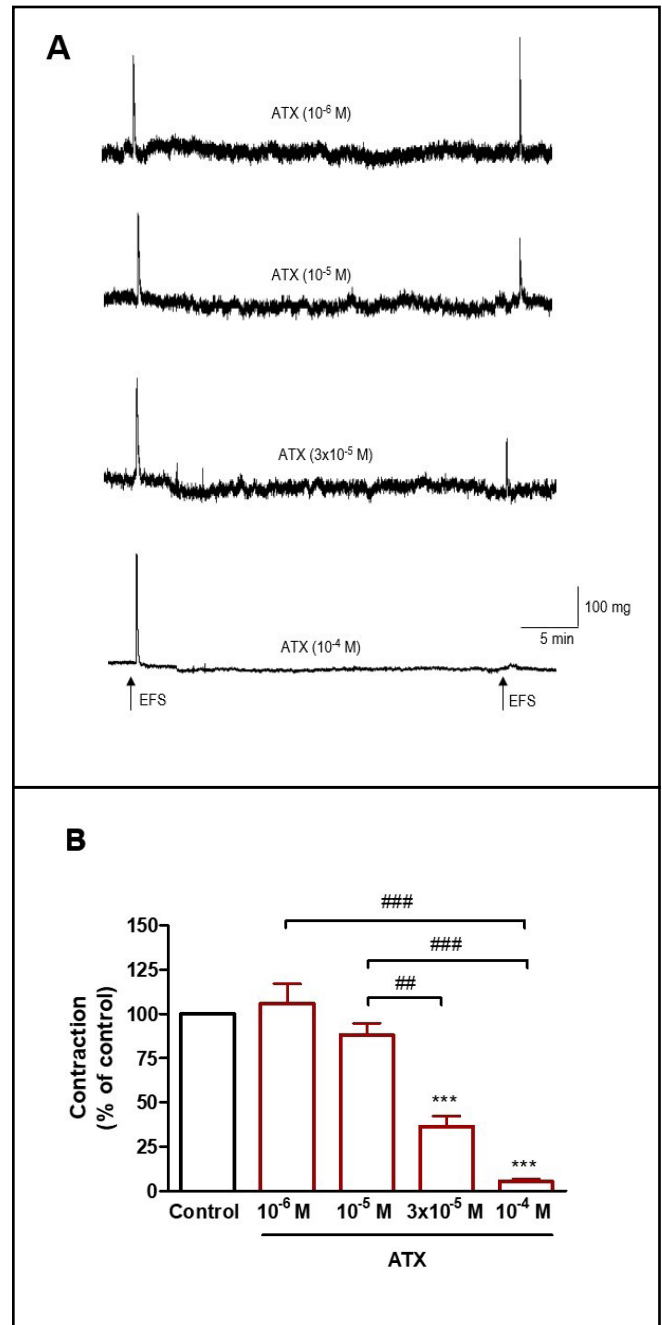 A
ATX (10⁻⁶ M)
ATX (10⁻⁵ M)
ATX (3x10⁻⁵ M)
100 mg
5 min
ATX (10⁻⁴ M)
EFS
EFS
B
###
###
##
150
125
100
75
50
25
0
Contraction
(% of control)
***
***
Control 10⁻⁶ M 10⁻⁵ M 3x10⁻⁵ M 10⁻⁴ M
ATX